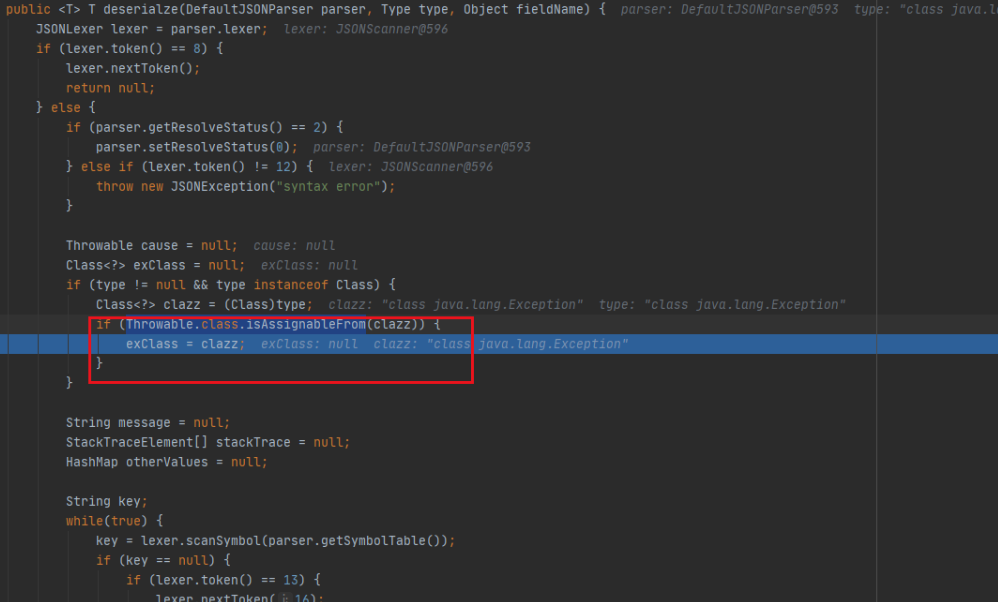 public <T> T deserialze(DefaultJSONParser parser, Type type, Object fieldName) {  parser: DefaultJSONParser@593  type: "class java.l
JSONLexer lexer = parser.lexer;  lexer: JSONScanner@596
if (lexer.token() == 8) {
lexer.nextToken();
return null;
} else {
if (parser.getResolveStatus() == 2) {
parser.setResolveStatus(0);  parser: DefaultJSONParser@593
} else if (lexer.token() != 12) {  lexer: JSONScanner@596
throw new JSONException("syntax error");
}
Throwable cause = null;  cause: null
Class<?> exClass = null;  exClass: null
if (type != null && type instanceof Class) {
Class<?> clazz = (Class)type;  clazz: "class java.lang.Exception"  type: "class java.lang.Exception"
if (Throwable.class.isAssignableFrom(clazz)) {
exClass = clazz;  exClass: null  clazz: "class java.lang.Exception"
}
}
String message = null;
StackTraceElement[] stackTrace = null;
HashMap otherValues = null;
String key;
while(true) {
key = lexer.scanSymbol(parser.getSymbolTable());
if (key == null) {
if (lexer.token() == 13) {
lexer.nextToken( i: 16);